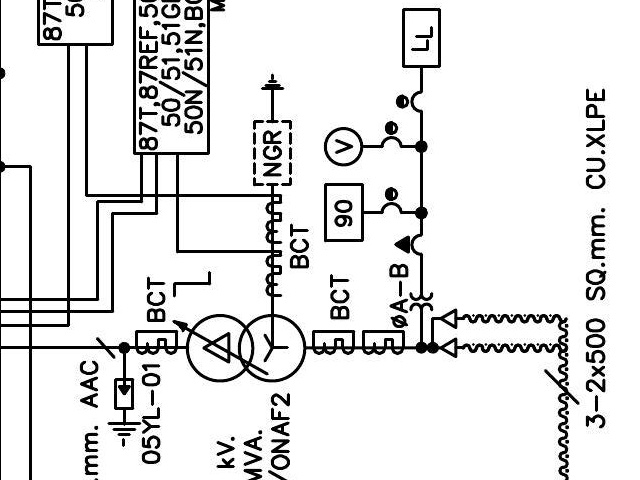 87T
50
87T,87REF,50
50/51,51G
50N/51N,BC
M
NGR
LL
V
90
BCT
BCT
BCT
øA-B
mm. AAC
05YL-01
kV.
MVA.
/ONAF2
3-2x500 SQ.mm. CU.XLPE